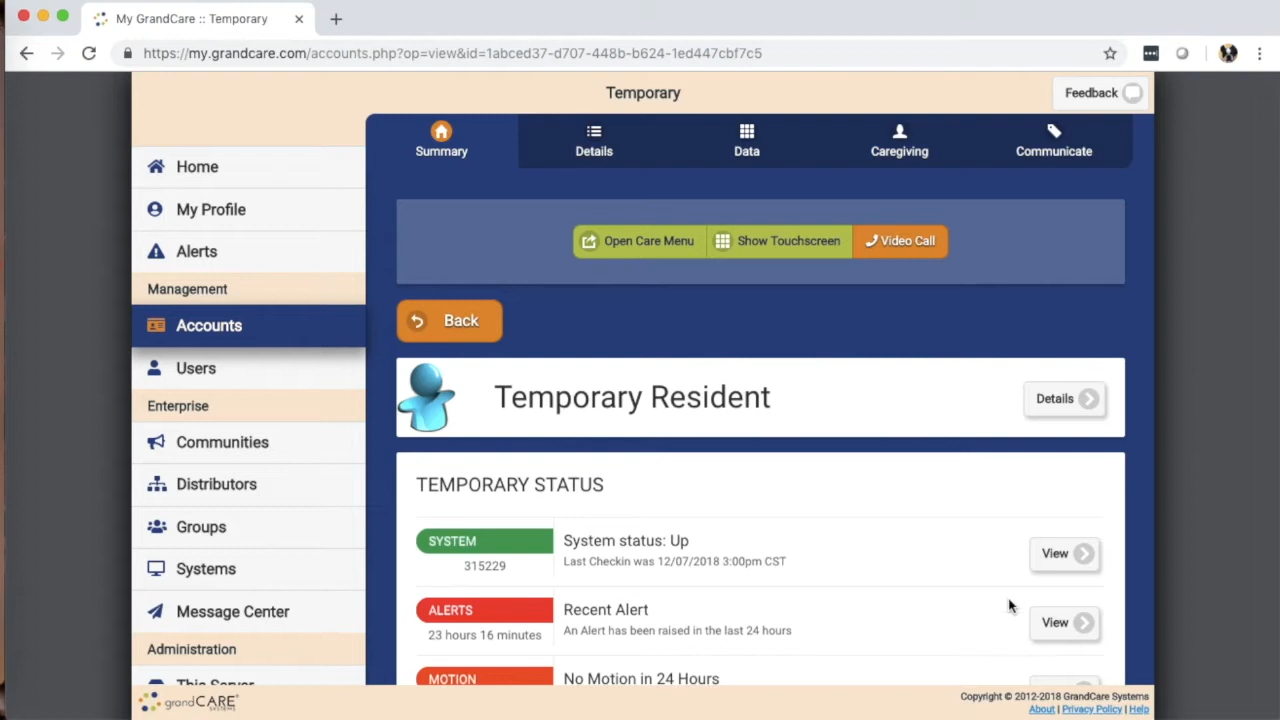 My GrandCare :: Temporary
https://my.grandcare.com/accounts.php?op=view&id=1abced37-d707-448b-b624-1ed447cbf7c5
Temporary
Feedback
Summary
Details
Data
Caregiving
Communicate
Home
My Profile
Alerts
Management
Accounts
Users
Enterprise
Communities
Distributors
Groups
Systems
Message Center
Administration
This Server
Open Care Menu
Show Touchscreen
Video Call
Back
Temporary Resident
Details
TEMPORARY STATUS
SYSTEM
315229
System status: Up
Last Checkin was 12/07/2018 3:00pm CST
View
ALERTS
23 hours 16 minutes
Recent Alert
An Alert has been raised in the last 24 hours
View
MOTION
No Motion in 24 Hours
grandCARE
SYSTEMS
Copyright © 2012-2018 GrandCare Systems
About | Privacy Policy | Help